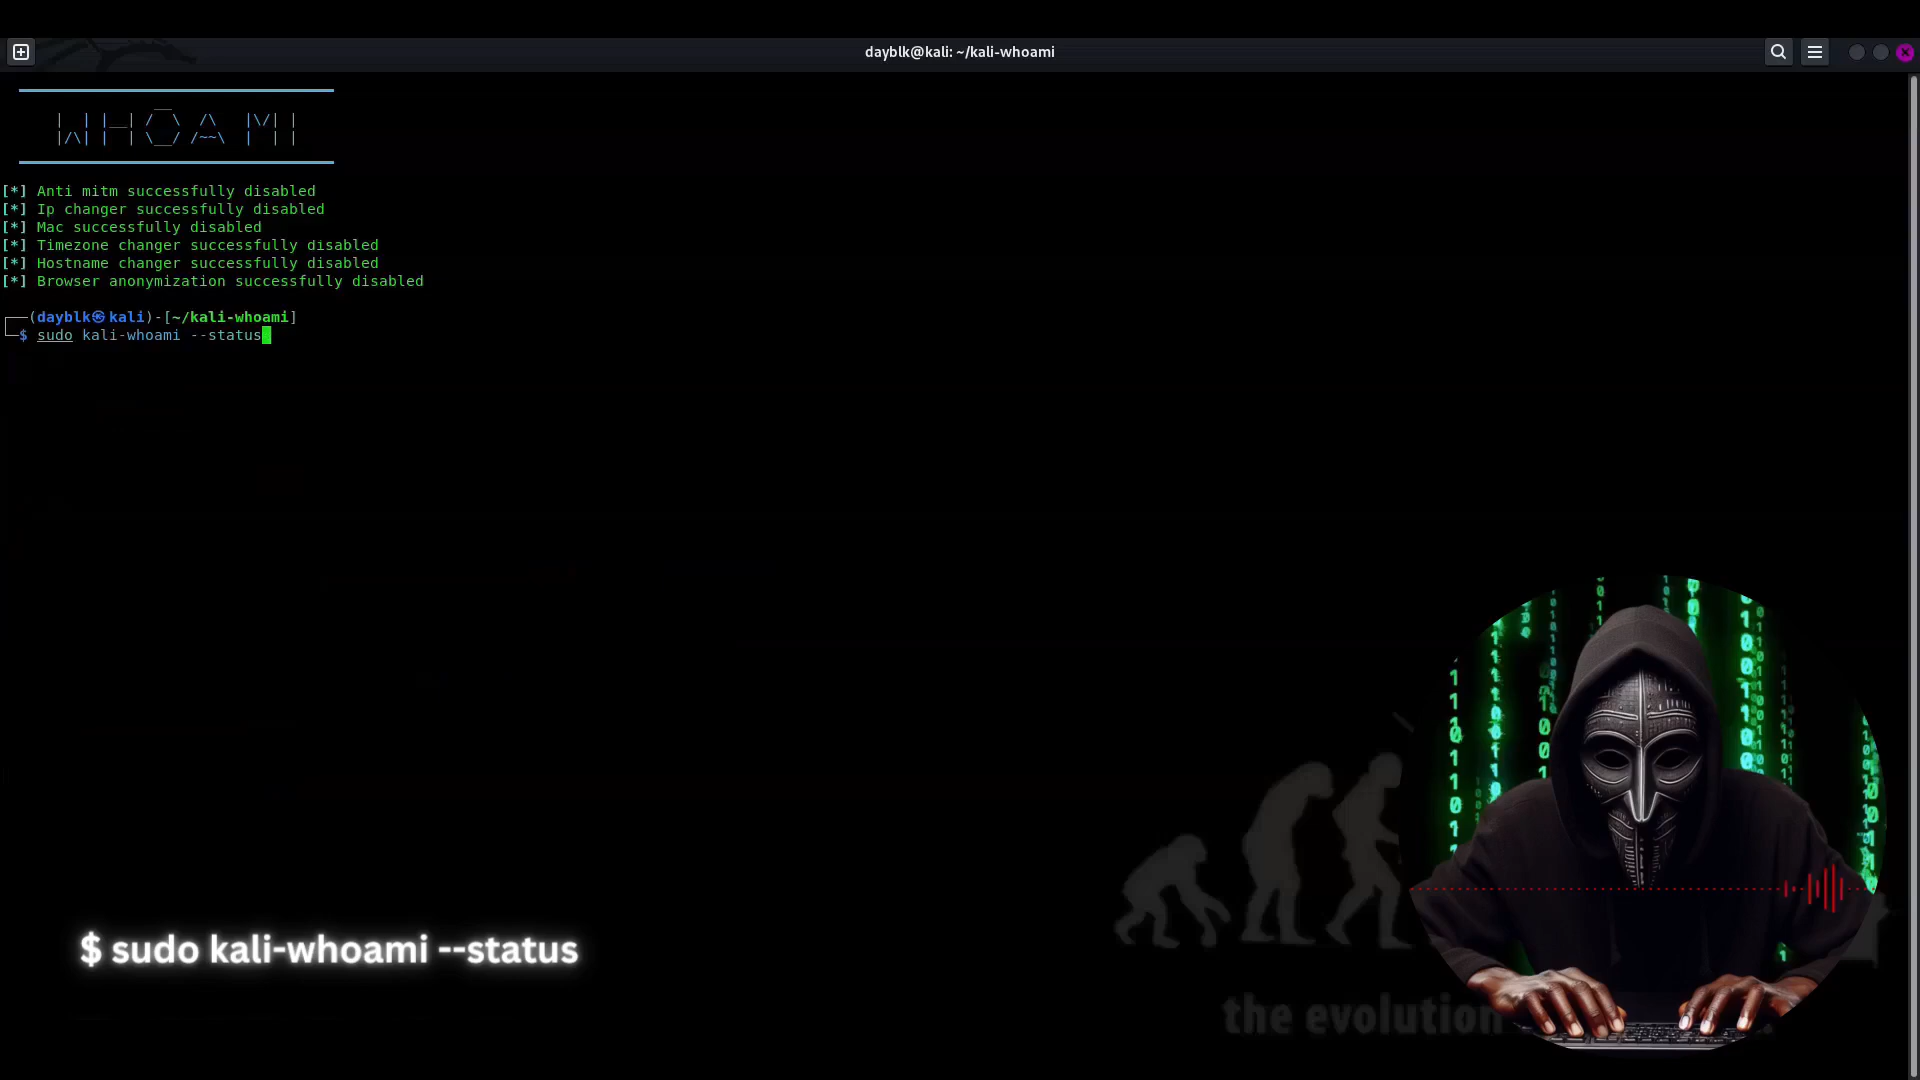 dayblk@kali: ~/kali-whoami
WHOAMI
[*] Anti mitm successfully disabled
[*] Ip changer successfully disabled
[*] Mac successfully disabled
[*] Timezone changer successfully disabled
[*] Hostname changer successfully disabled
[*] Browser anonymization successfully disabled
┌──(dayblk㉿kali)-[~/kali-whoami]
└─$ sudo kali-whoami --status
$ sudo kali-whoami --status
the evolution